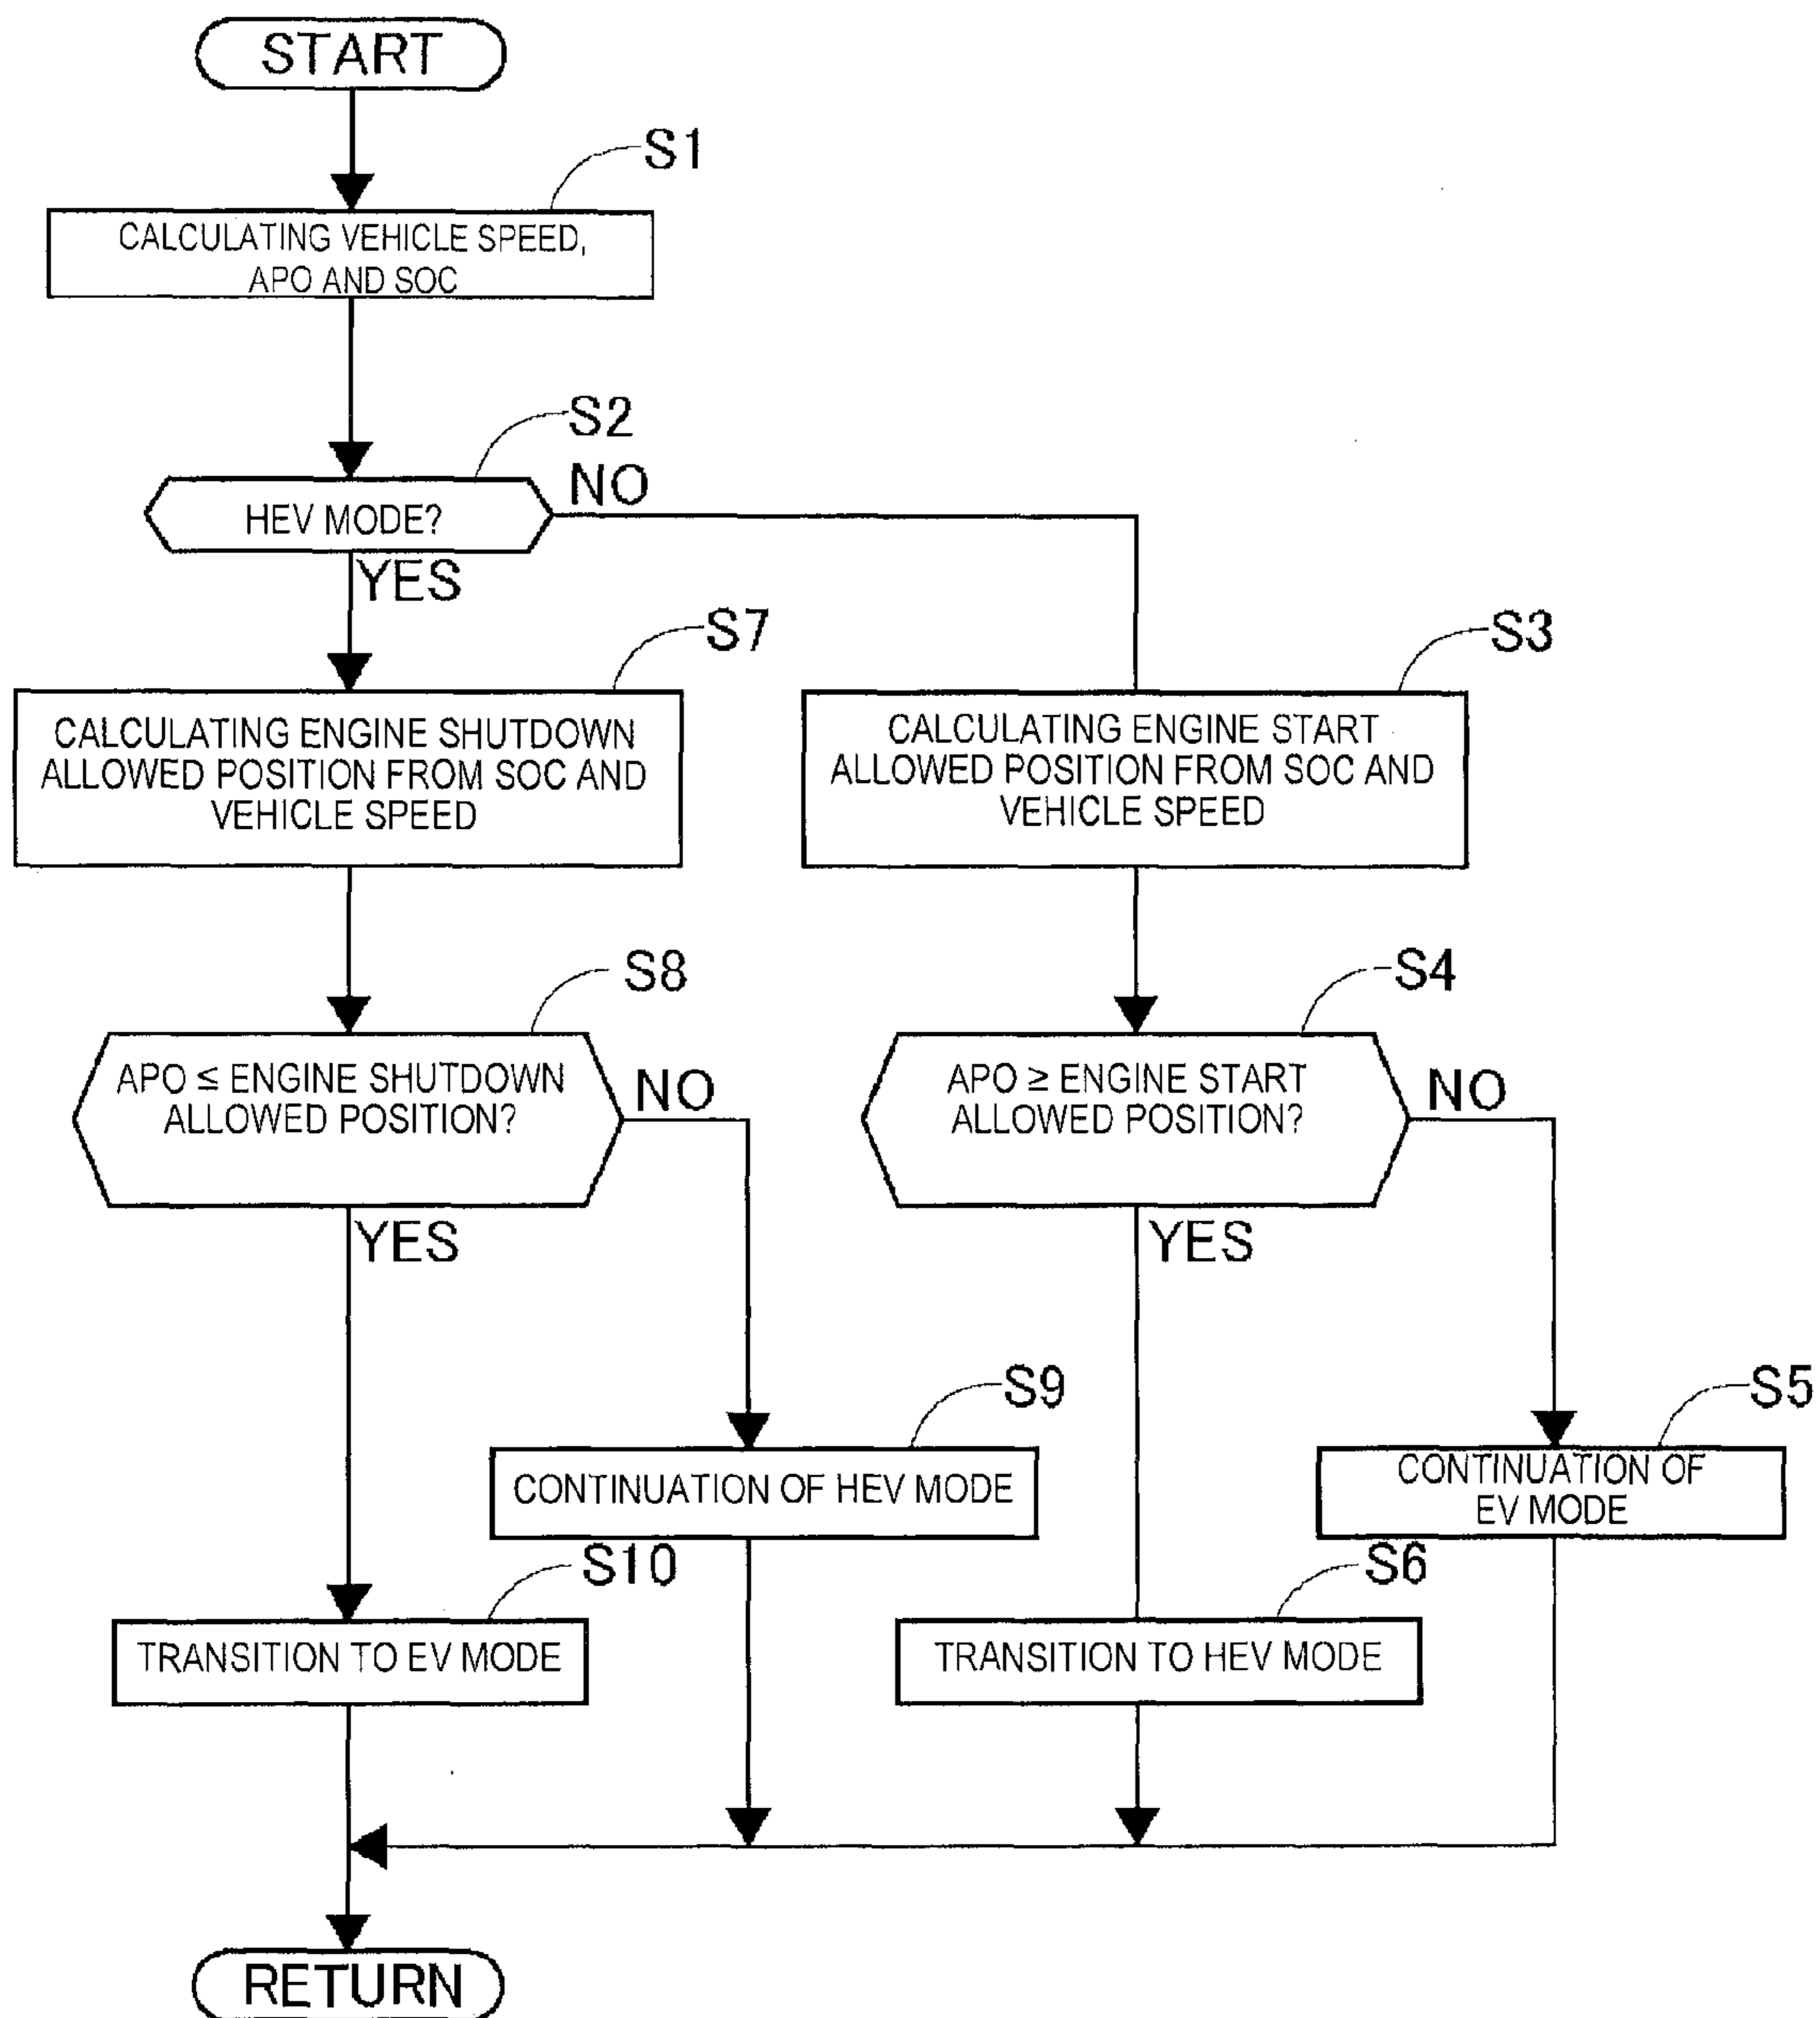 START
S1
CALCULATING VEHICLE SPEED,
APO AND SOC
S2
HEV MODE?
NO
YES
S7
CALCULATING ENGINE SHUTDOWN
ALLOWED POSITION FROM SOC AND
VEHICLE SPEED
S3
CALCULATING ENGINE START
ALLOWED POSITION FROM SOC AND
VEHICLE SPEED
S8
APO ≤ ENGINE SHUTDOWN
ALLOWED POSITION?
NO
YES
S4
APO ≥ ENGINE START
ALLOWED POSITION?
NO
YES
S9
CONTINUATION OF HEV MODE
S5
CONTINUATION OF
EV MODE
S10
TRANSITION TO EV MODE
S6
TRANSITION TO HEV MODE
RETURN